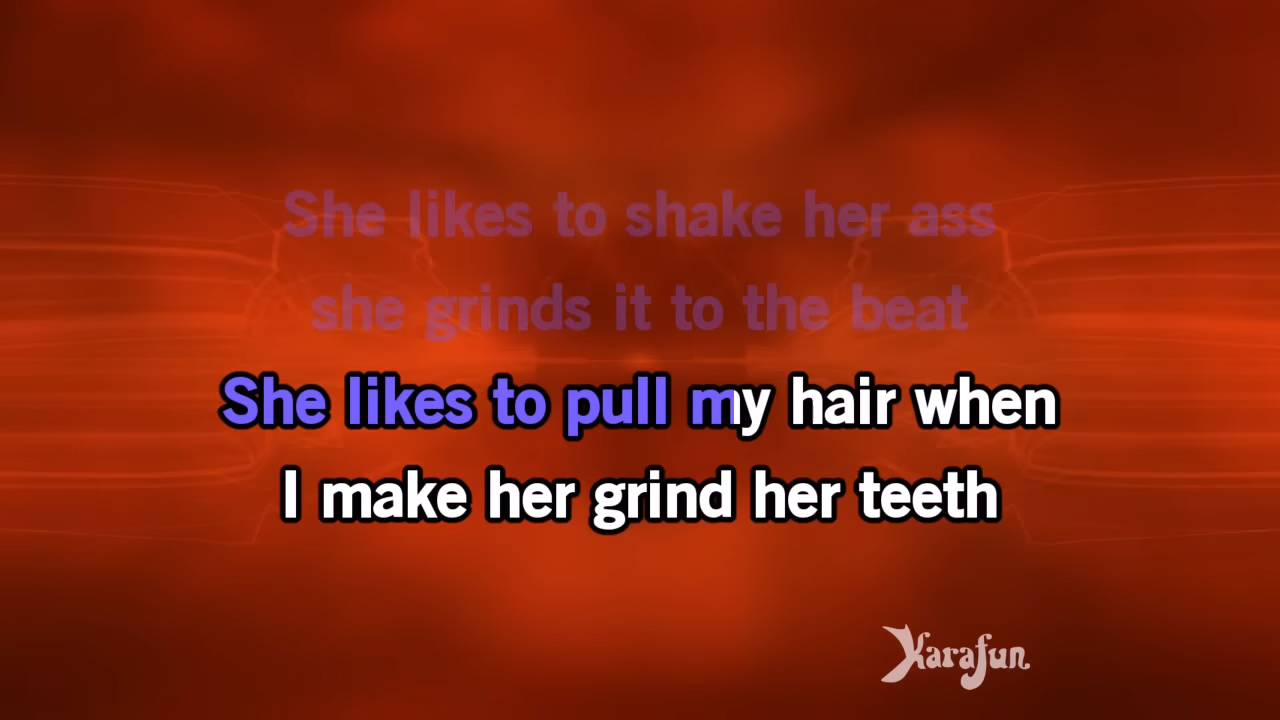 She likes to shake her ass
she grinds it to the beat
She likes to pull my hair when
I make her grind her teeth
Karafun